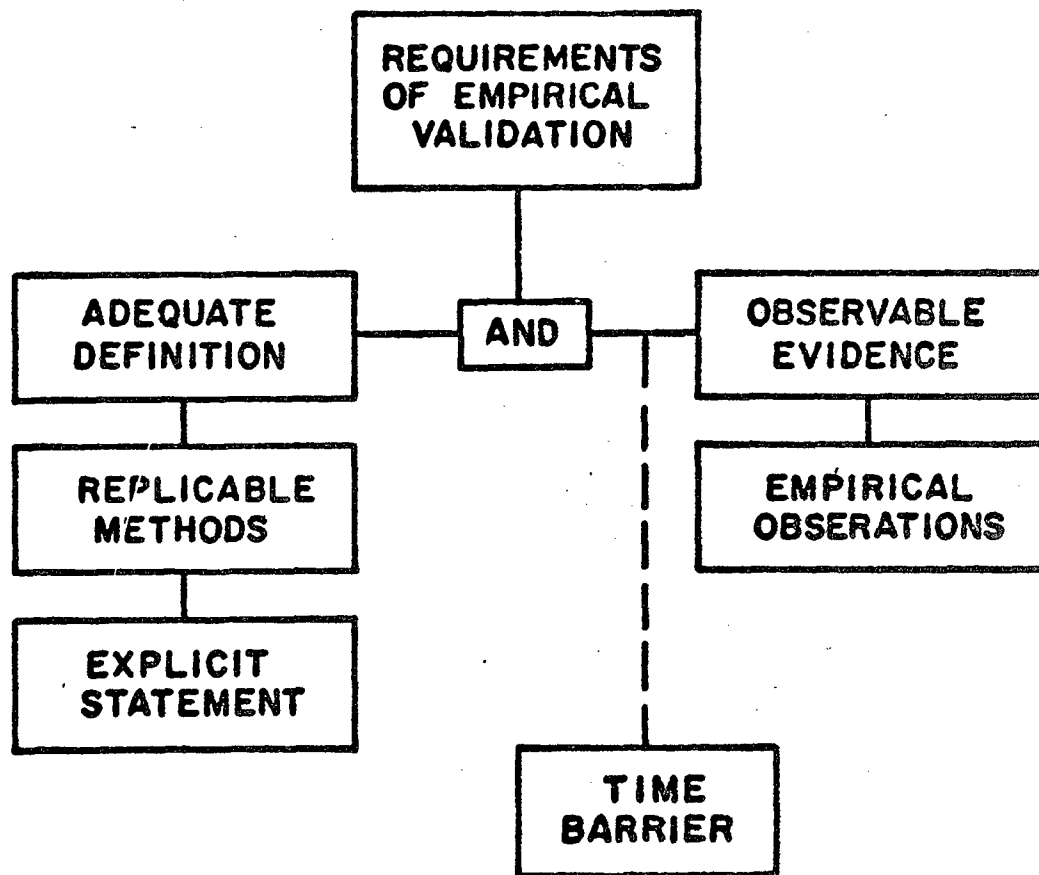 REQUIREMENTS
OF EMPIRICAL
VALIDATION
ADEQUATE
DEFINITION
AND
OBSERVABLE
EVIDENCE
REPLICABLE
METHODS
EMPIRICAL
OBSERATIONS
EXPLICIT
STATEMENT
TIME
BARRIER